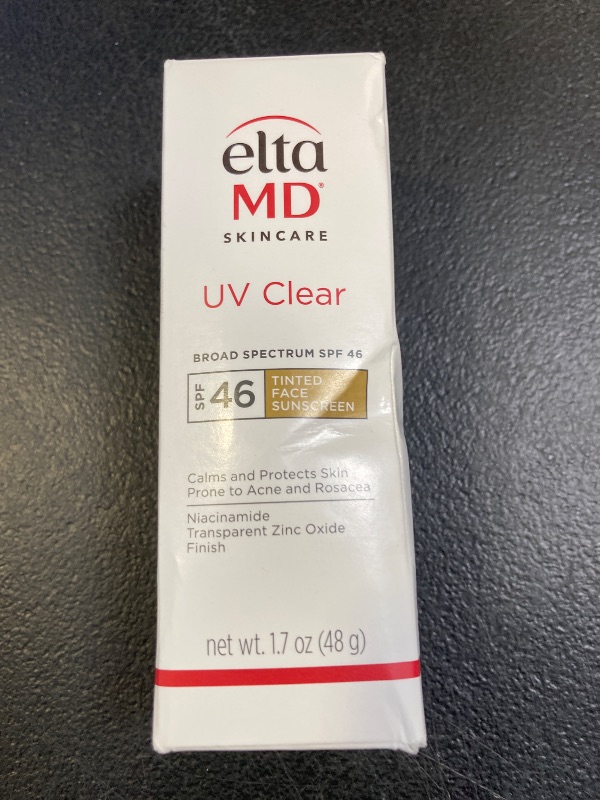 elta
MD®
SKINCARE
UV Clear
BROAD SPECTRUM SPF 46
SPF 46 TINTED
FACE
SUNSCREEN
Calms and Protects Skin
Prone to Acne and Rosacea
Niacinamide
Transparent Zinc Oxide
Finish
net wt. 1.7 oz (48 g)